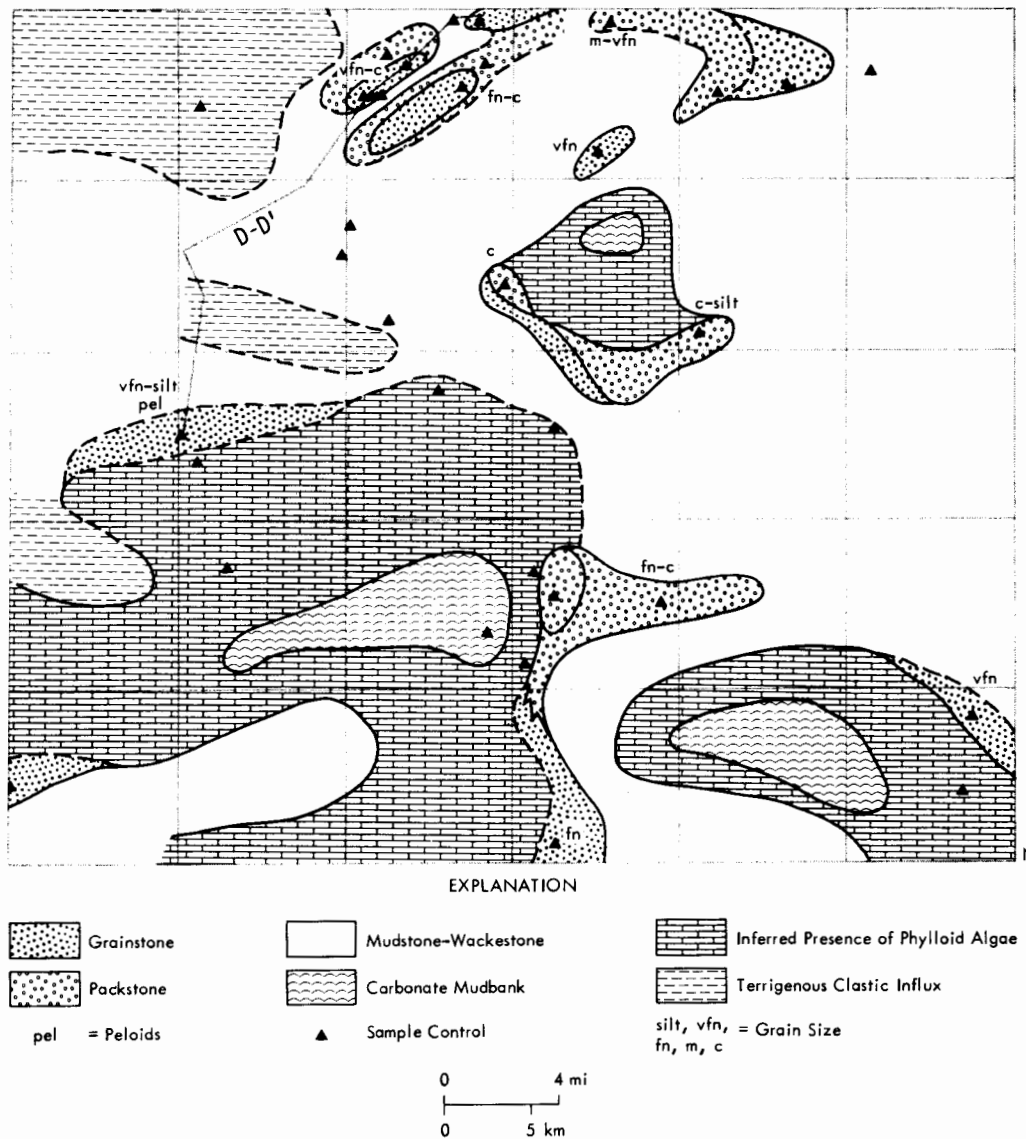 m-vfn
vfn-c
fn-c
vfn
D-D'
c
c-silt
vfn-silt
pel
fn-c
vfn
fn
EXPLANATION
Grainstone
Mudstone-Wackestone
Inferred Presence of Phylloid Algae
Packstone
Carbonate Mudbank
Terrigenous Clastic Influx
pel = Peloids
Sample Control
silt, vfn, = Grain Size
fn, m, c
0 4 mi
0 5 km